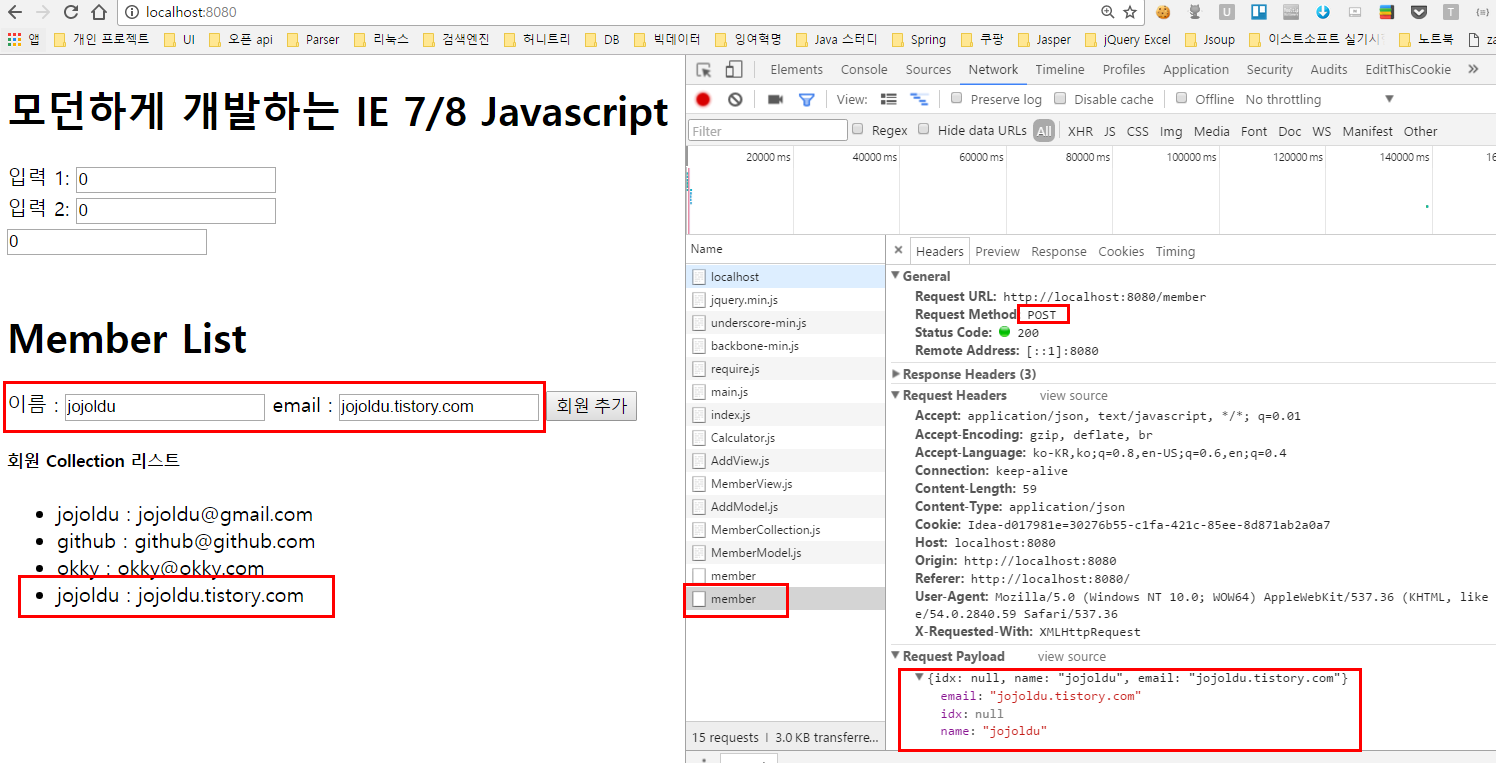 localhost:8080
앱 개인 프로젝트 UI 오픈 api Parser 리눅스 검색엔진 허니트리 DB 빅데이터 잉여혁명 Java 스터디 Spring 쿠팡 Jasper jQuery Excel Jsoup 이스트소프트 실기시 노트북 za
모던하게 개발하는 IE 7/8 Javascript
입력 1: 0
입력 2: 0
0
Member List
이름 : jojoldu email : jojoldu.tistory.com 회원 추가
회원 Collection 리스트
jojoldu : jojoldu@gmail.com
github : github@github.com
okky : okky@okky.com
jojoldu : jojoldu.tistory.com
Elements Console Sources Network Timeline Profiles Application Security Audits EditThisCookie »
View: Preserve log Disable cache Offline No throttling
Filter Regex Hide data URLs All XHR JS CSS Img Media Font Doc WS Manifest Other
20000 ms 40000 ms 60000 ms 80000 ms 100000 ms 120000 ms 140000 ms 16
Name
localhost
jquery.min.js
underscore-min.js
backbone-min.js
require.js
main.js
index.js
Calculator.js
AddView.js
MemberView.js
AddModel.js
MemberCollection.js
MemberModel.js
member
member
15 requests | 3.0 KB transferre...
× Headers Preview Response Cookies Timing
General
Request URL: http://localhost:8080/member
Request Method POST
Status Code: 200
Remote Address: [::1]:8080
Response Headers (3)
Request Headers view source
Accept: application/json, text/javascript, */*; q=0.01
Accept-Encoding: gzip, deflate, br
Accept-Language: ko-KR,ko;q=0.8,en-US;q=0.6,en;q=0.4
Connection: keep-alive
Content-Length: 59
Content-Type: application/json
Cookie: Idea-d017981e=30276b55-c1fa-421c-85ee-8d871ab2a0a7
Host: localhost:8080
Origin: http://localhost:8080
Referer: http://localhost:8080/
User-Agent: Mozilla/5.0 (Windows NT 10.0; WOW64) AppleWebKit/537.36 (KHTML, like
e/54.0.2840.59 Safari/537.36
X-Requested-With: XMLHttpRequest
Request Payload view source
{idx: null, name: "jojoldu", email: "jojoldu.tistory.com"}
email: "jojoldu.tistory.com"
idx: null
name: "jojoldu"